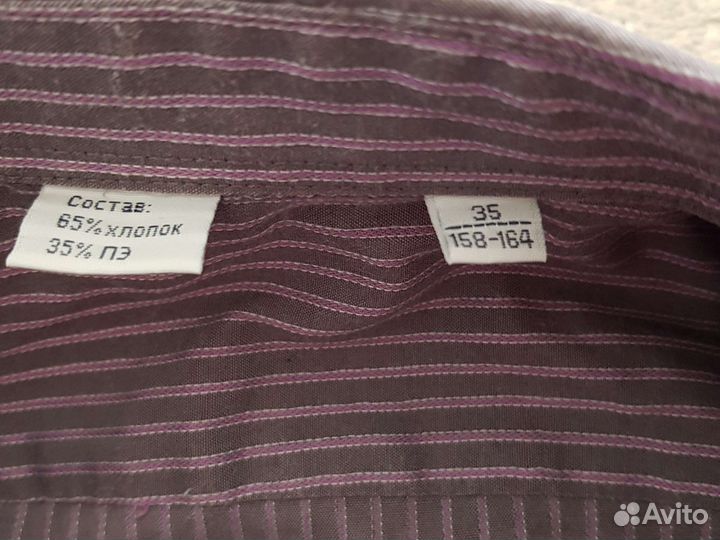 Состав:
65% хлопок
35% ПЭ
35
158-164
Avito